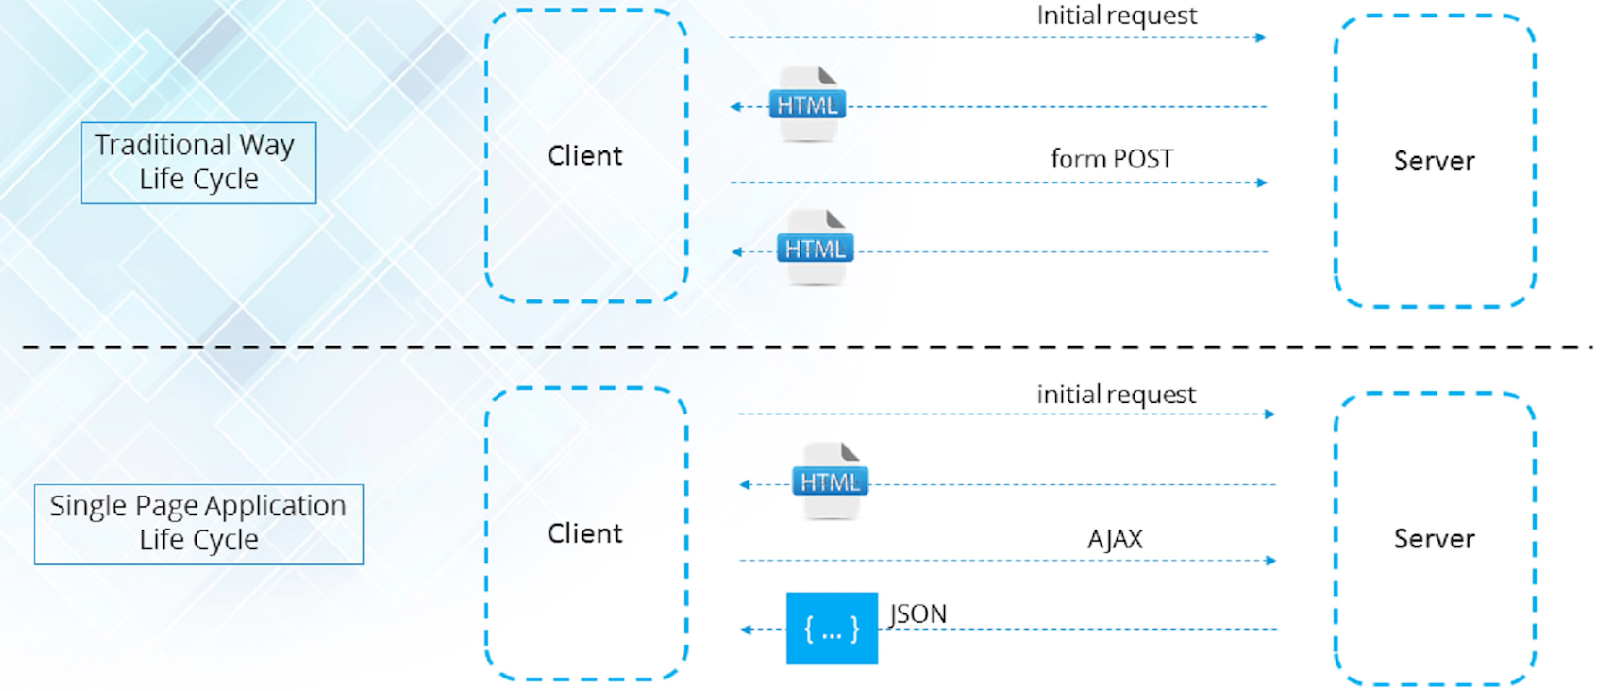 Initial request
HTML
Traditional Way
Life Cycle
Client
form POST
Server
HTML
initial request
HTML
Single Page Application
Life Cycle
Client
AJAX
Server
JSON
{ ... }